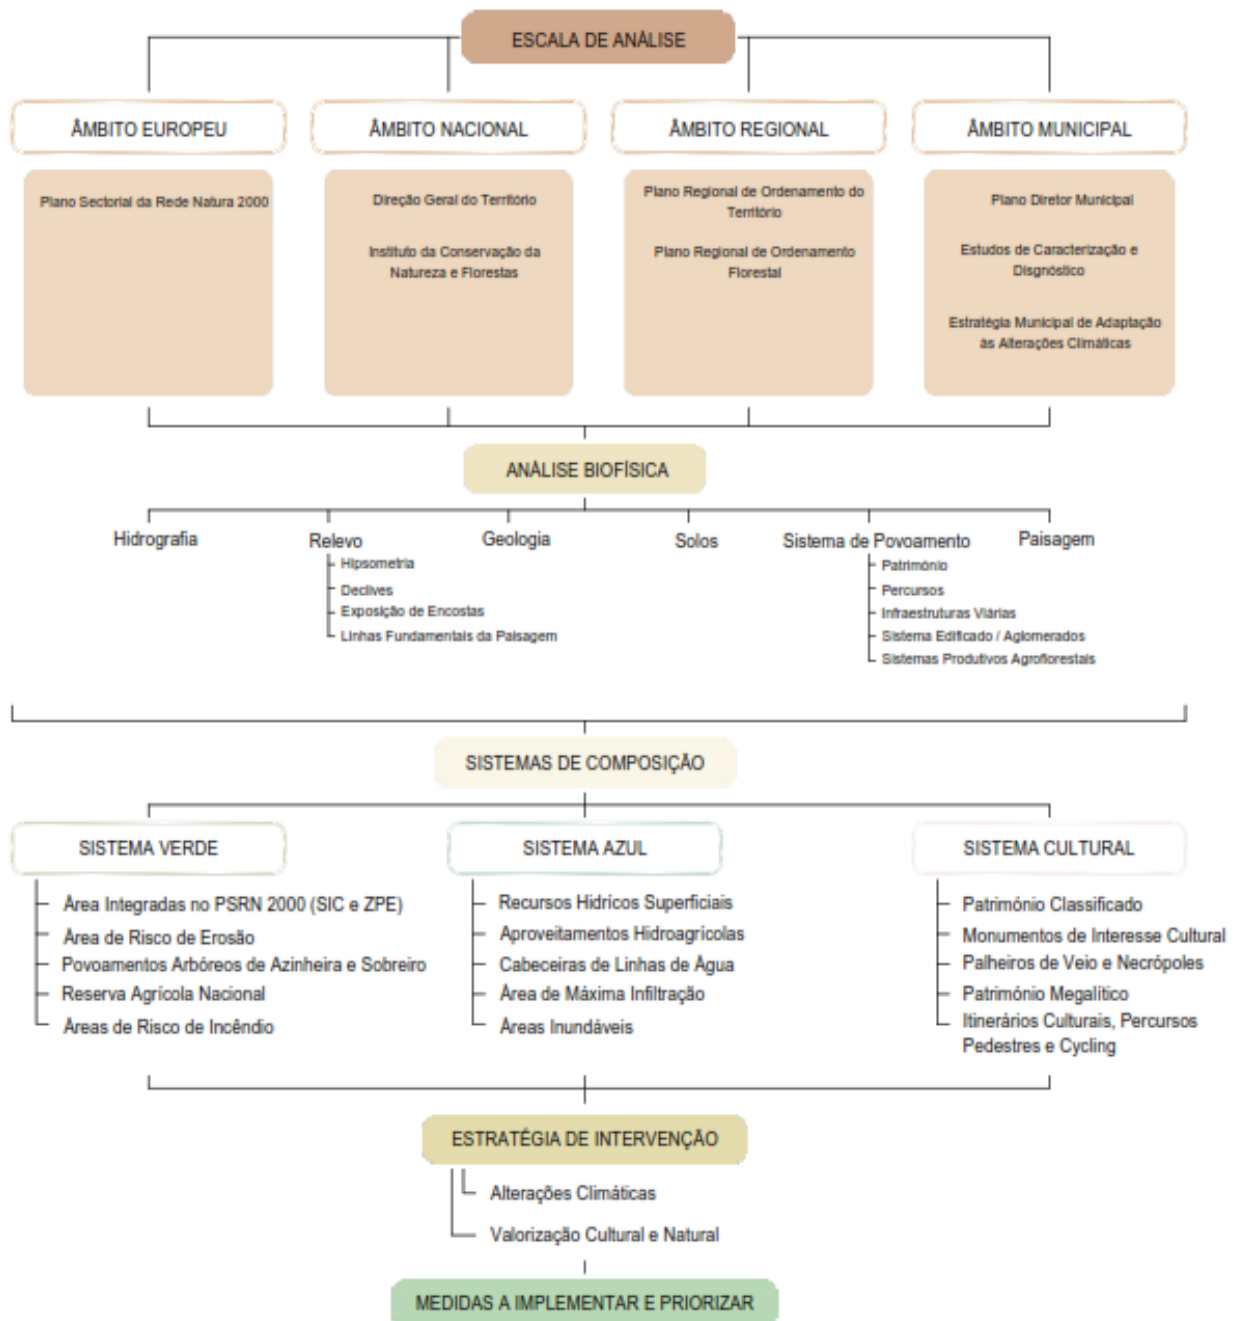 ESCALA DE ANÁLISE
ÂMBITO EUROPEU
ÂMBITO NACIONAL
ÂMBITO REGIONAL
ÂMBITO MUNICIPAL
Plano Sectorial da Rede Natura 2000
Direção Geral do Território
Instituto da Conservação da
Natureza e Florestas
Plano Regional de Ordenamento do
Território
Plano Regional de Ordenamento
Florestal
Plano Diretor Municipal
Estudos de Caracterização e
Disgnóstico
Estratégia Municipal de Adaptação
às Alterações Climáticas
ANÁLISE BIOFÍSICA
Hidrografia
Relevo
Hipsometria
Declives
Exposição de Encostas
Linhas Fundamentais da Paisagem
Geologia
Solos
Sistema de Povoamento
Património
Percursos
Infraestruturas Viárias
Sistema Edificado / Aglomerados
Sistemas Produtivos Agroflorestais
Paisagem
SISTEMAS DE COMPOSIÇÃO
SISTEMA VERDE
Área Integradas no PSRN 2000 (SIC e ZPE)
Área de Risco de Erosão
Povoamentos Arbóreos de Azinheira e Sobreiro
Reserva Agrícola Nacional
Áreas de Risco de Incêndio
SISTEMA AZUL
Recursos Hidricos Superficiais
Aproveitamentos Hidroagrícolas
Cabeceiras de Linhas de Água
Área de Máxima Infiltração
Áreas Inundáveis
SISTEMA CULTURAL
Património Classificado
Monumentos de Interesse Cultural
Palheiros de Veio e Necrópoles
Património Megalítico
Itinerários Culturais, Percursos
Pedestres e Cycling
ESTRATÉGIA DE INTERVENÇÃO
Alterações Climáticas
Valorização Cultural e Natural
MEDIDAS A IMPLEMENTAR E PRIORIZAR